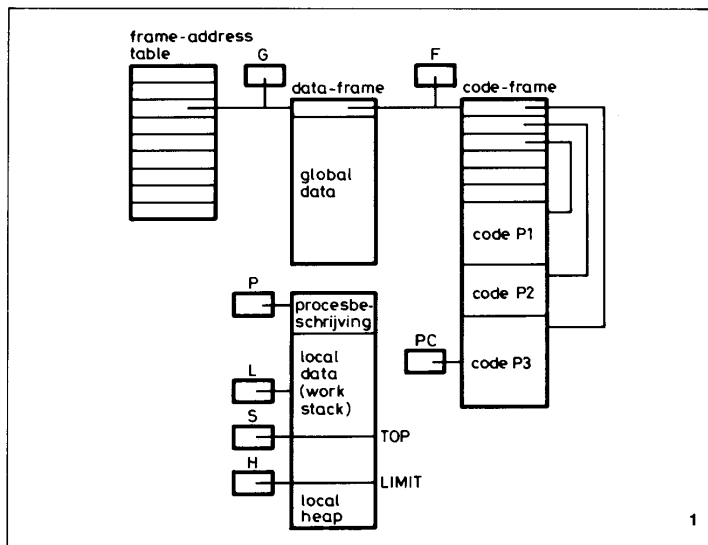 frame-address
table
G
F
data-frame
code-frame
global
data
code P1
code P2
code P3
PC
P
procesbe-
schrijving
local
data
(work
stack)
L
S
TOP
H
LIMIT
local
heap
1